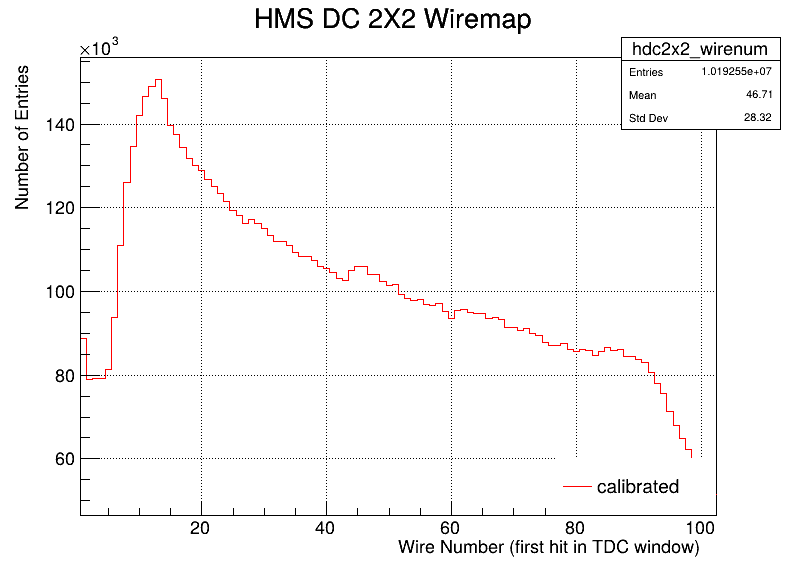 HMS DC 2X2 Wiremap
×10³
hdc2x2_wirenum
Entries 1.019255e+07
Mean 46.71
Std Dev 28.32
Number of Entries
140
120
100
80
60
calibrated
20 40 60 80 100
Wire Number (first hit in TDC window)